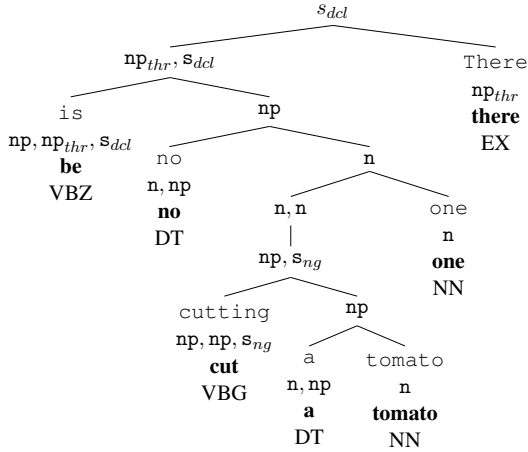 s_dcl
np_thr, s_dcl
There
np_thr
there
EX
is
np, np_thr, s_dcl
be
VBZ
np
no
n, np
no
DT
n
n, n
one
n
one
NN
np, s_ng
cutting
np, np, s_ng
cut
VBG
np
a
n, np
a
DT
tomato
n
tomato
NN